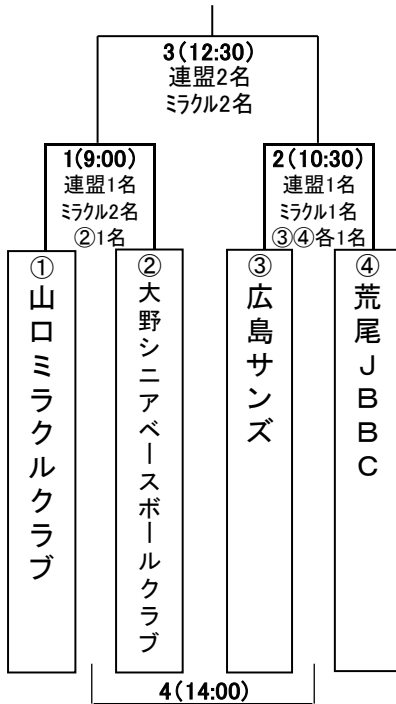 3(12:30)
連盟2名
ミラクル2名
1(9:00)
連盟1名
ミラクル2名
②1名
2(10:30)
連盟1名
ミラクル1名
③④各1名
①山口ミラクルクラブ
②大野シニアベースボールクラブ
③広島サンズ
④荒尾JBBC
4(14:00)